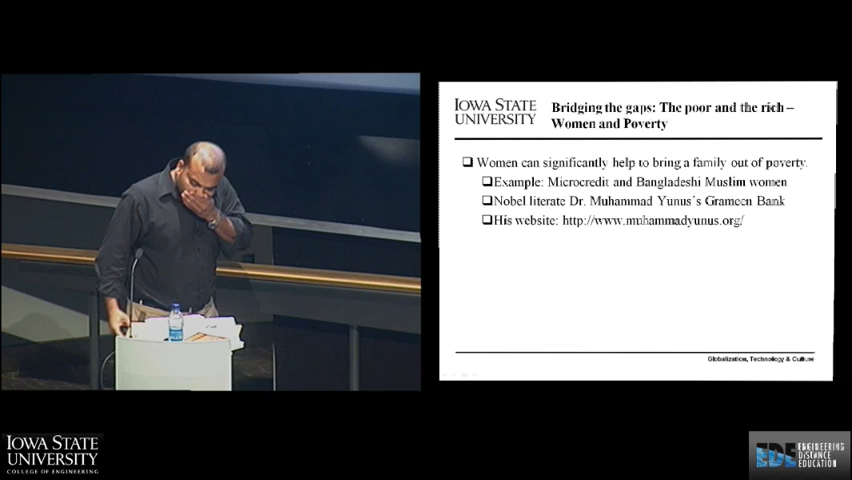 IOWA STATE
UNIVERSITY
Bridging the gaps: The poor and the rich –
Women and Poverty
Women can significantly help to bring a family out of poverty.
Example: Microcredit and Bangladeshi Muslim women
Nobel literate Dr. Muhammad Yunus's Grameen Bank
His website: http://www.muhammadyunus.org/
Globalization, Technology & Culture
IOWA STATE
UNIVERSITY
COLLEGE OF ENGINEERING
EDE
ENGINEERING
DISTANCE
EDUCATION